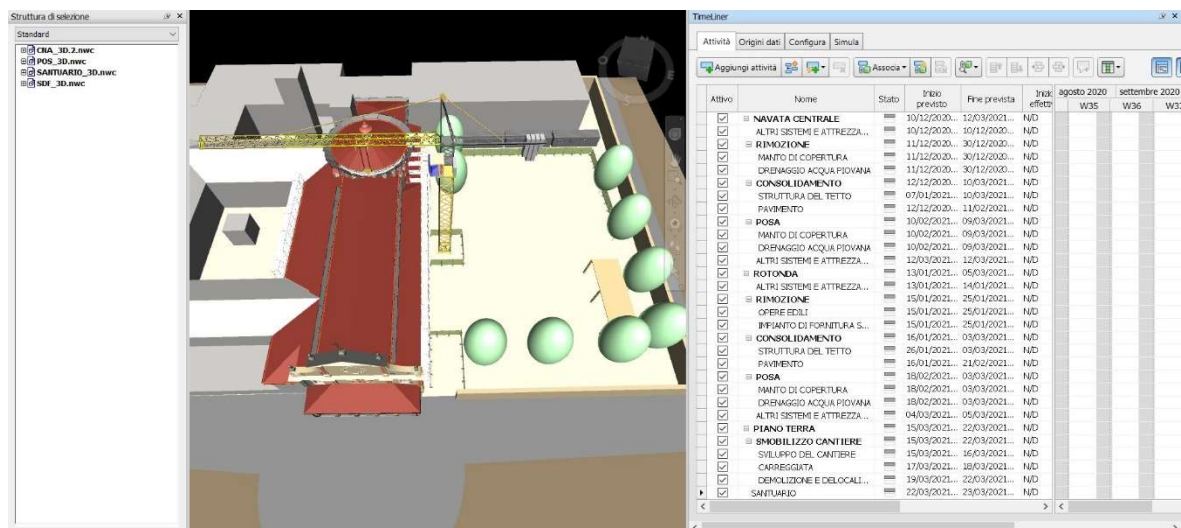 Struttura di selezione
Standard
CNA_3D.2.nwc
POS_3D.nwc
SANTUARIO_3D.nwc
SDF_3D.nwc
TimeLiner
Attività Origini dati Configura Simula
Aggiungi attività Associa
Attivo Nome Stato Inizio previsto Fine prevista Inizio effetti agosto 2020 settembre 2020
W35 W36 W37
NAVATA CENTRALE 10/12/2020... 12/03/2021... N/D
ALTRI SISTEMI E ATTREZZA... 10/12/2020... 10/12/2020... N/D
RIMOZIONE 11/12/2020... 30/12/2020... N/D
MANTO DI COPERTURA 11/12/2020... 30/12/2020... N/D
DRENAGGIO ACQUA PIOVANA 11/12/2020... 30/12/2020... N/D
CONSOLIDAMENTO 12/12/2020... 10/03/2021... N/D
STRUTTURA DEL TETTO 07/01/2021... 10/03/2021... N/D
PAVIMENTO 12/12/2020... 11/02/2021... N/D
POSA 10/02/2021... 09/03/2021... N/D
MANTO DI COPERTURA 10/02/2021... 09/03/2021... N/D
DRENAGGIO ACQUA PIOVANA 10/02/2021... 09/03/2021... N/D
ALTRI SISTEMI E ATTREZZA... 12/03/2021... 12/03/2021... N/D
ROTONDA 13/01/2021... 05/03/2021... N/D
ALTRI SISTEMI E ATTREZZA... 13/01/2021... 14/01/2021... N/D
RIMOZIONE 15/01/2021... 25/01/2021... N/D
OPERE EDILI 15/01/2021... 25/01/2021... N/D
IMPIANTO DI FORNITURA S... 15/01/2021... 25/01/2021... N/D
CONSOLIDAMENTO 16/01/2021... 03/03/2021... N/D
STRUTTURA DEL TETTO 26/01/2021... 03/03/2021... N/D
PAVIMENTO 16/01/2021... 21/02/2021... N/D
POSA 18/02/2021... 03/03/2021... N/D
MANTO DI COPERTURA 18/02/2021... 03/03/2021... N/D
DRENAGGIO ACQUA PIOVANA 18/02/2021... 03/03/2021... N/D
ALTRI SISTEMI E ATTREZZA... 04/03/2021... 05/03/2021... N/D
PIANO TERRA 15/03/2021... 22/03/2021... N/D
SMOBILIZZO CANTIERE 15/03/2021... 22/03/2021... N/D
SVILUPPO DEL CANTIERE 15/03/2021... 16/03/2021... N/D
CARREGGIATA 17/03/2021... 18/03/2021... N/D
DEMOLIZIONE E DELOCALI... 19/03/2021... 22/03/2021... N/D
SANTUARIO 22/03/2021... 23/03/2021... N/D